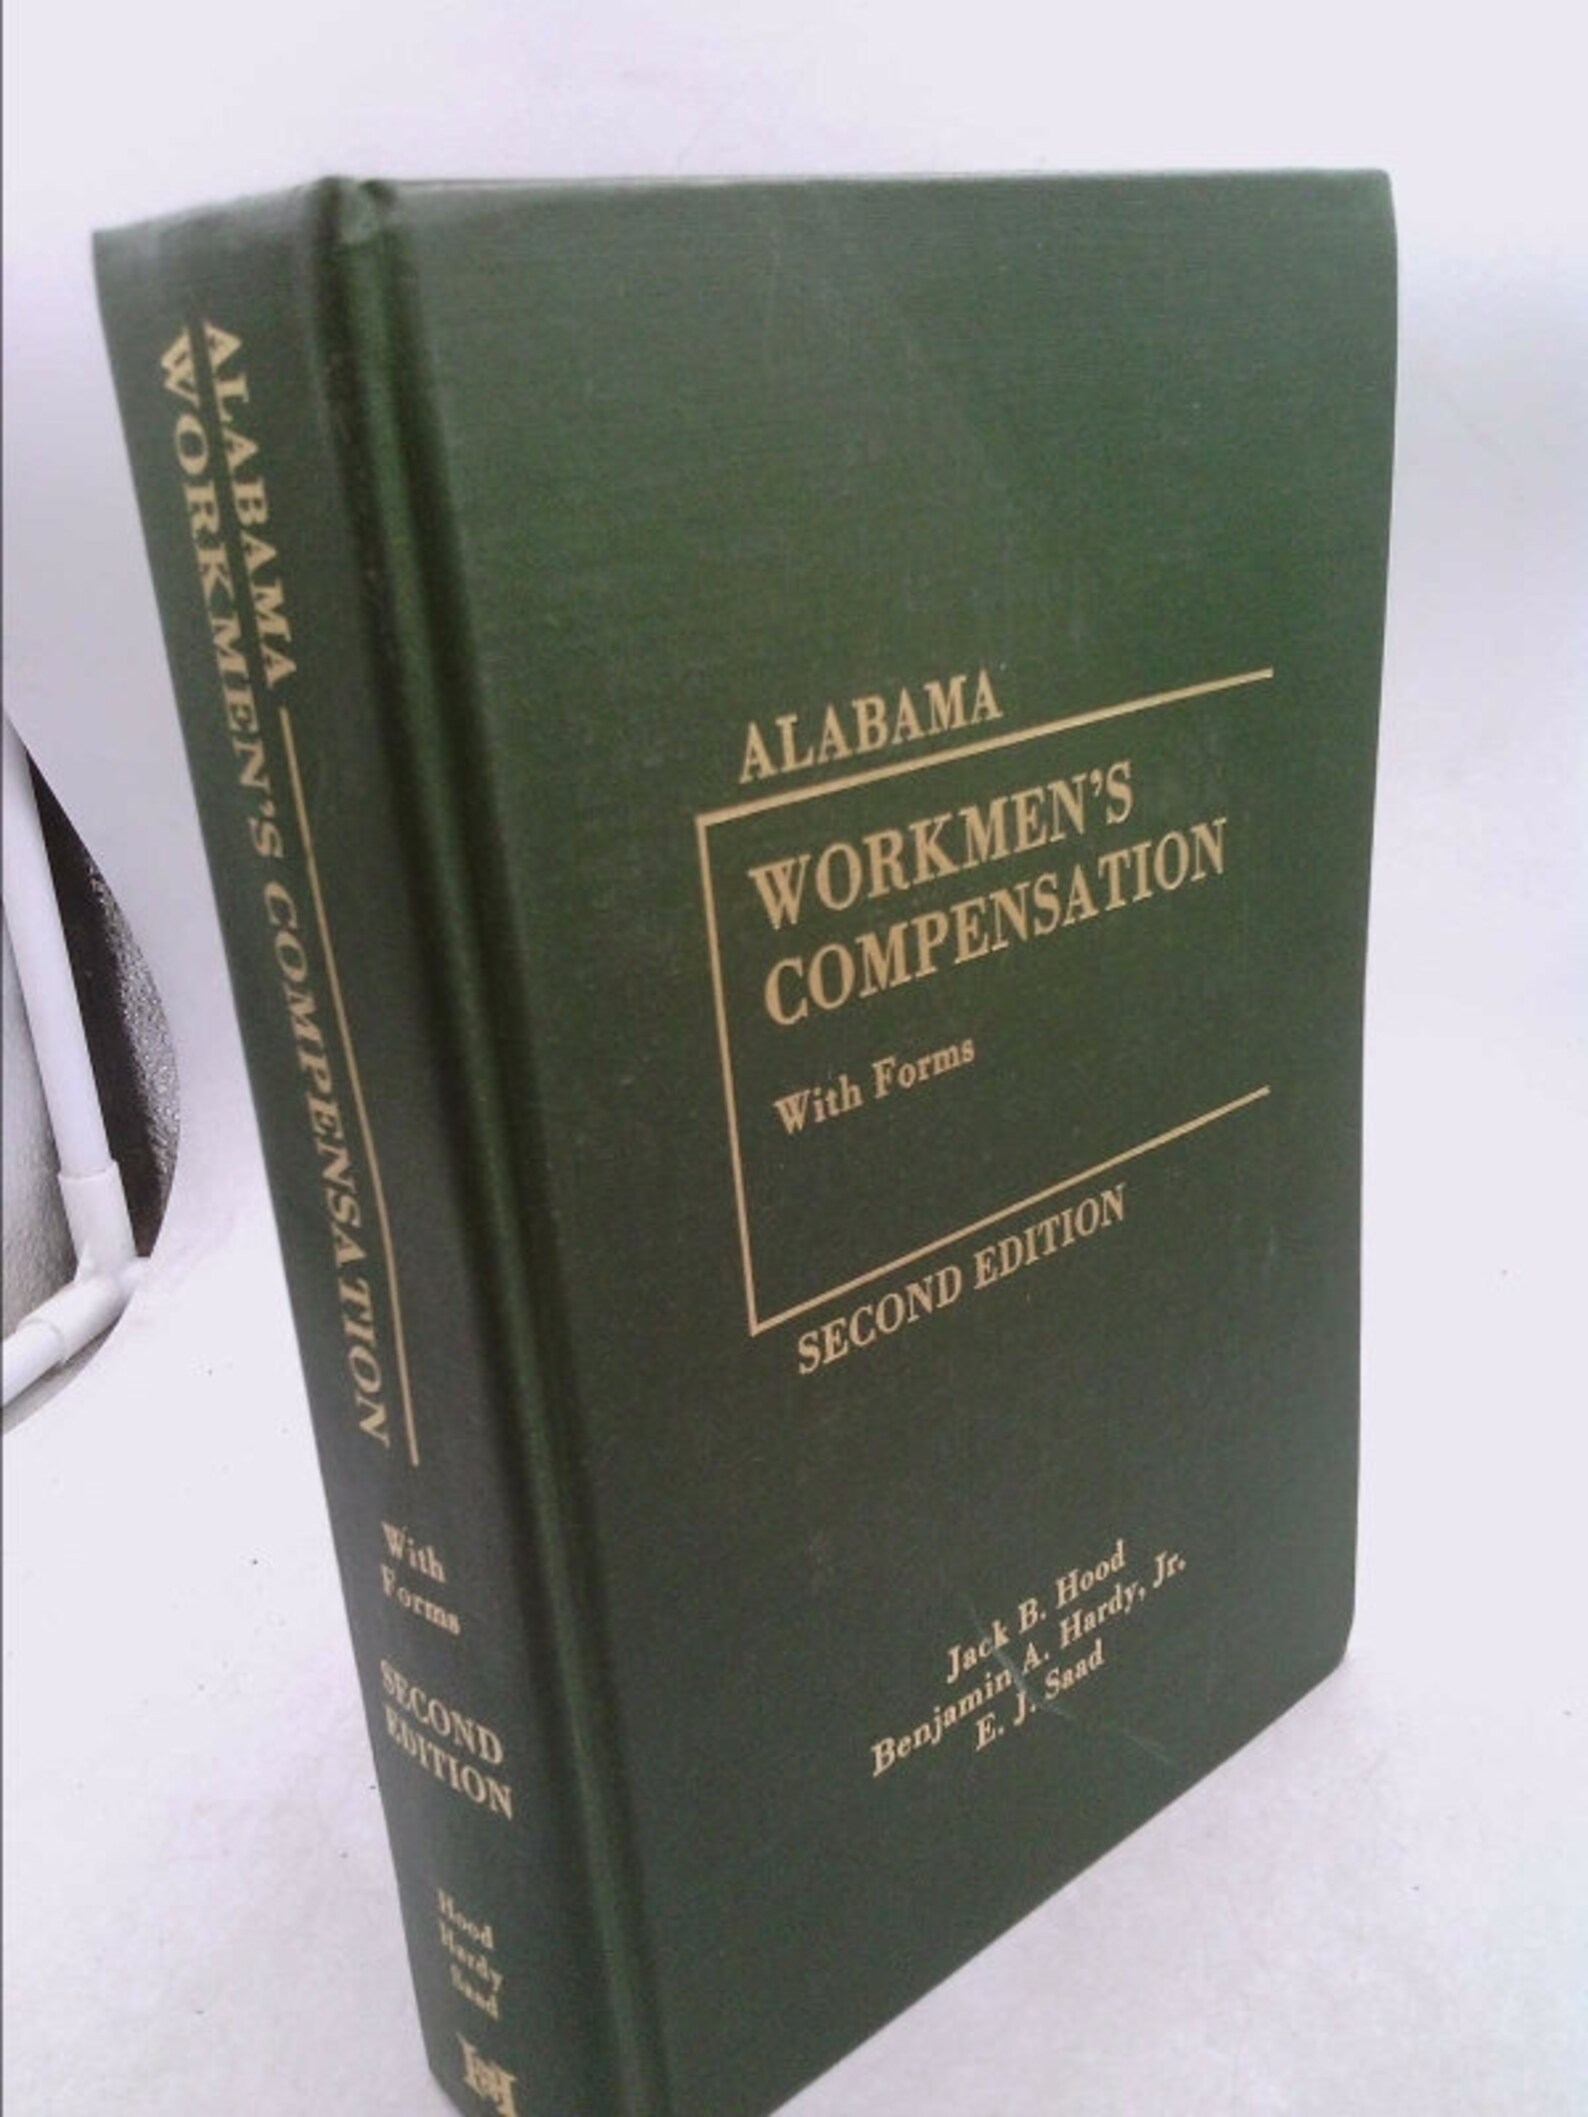 ALABAMA
WORKMEN'S COMPENSATION
With
Forms
SECOND
EDITION
Hood
Hardy
Saad
ALABAMA
WORKMEN'S
COMPENSATION
With Forms
SECOND EDITION
Jack B. Hood
Benjamin A. Hardy, Jr.
E. J. Saad